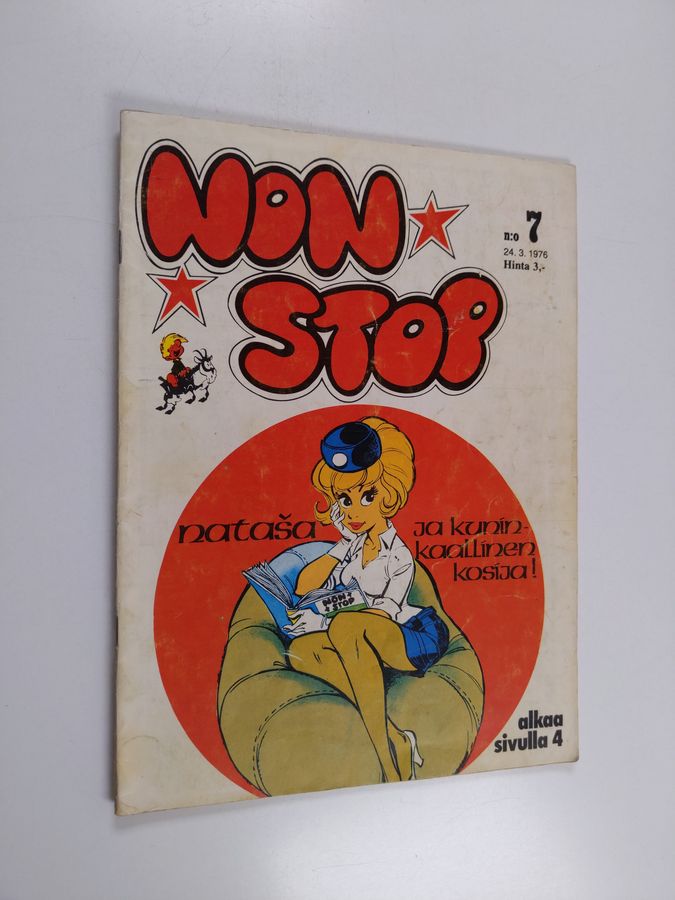 NON
STOP
n:o 7
24. 3. 1976
Hinta 3,-
nataša
ja kunin-
kaallinen
kosija!
NON
STOP
alkaa
sivulla 4